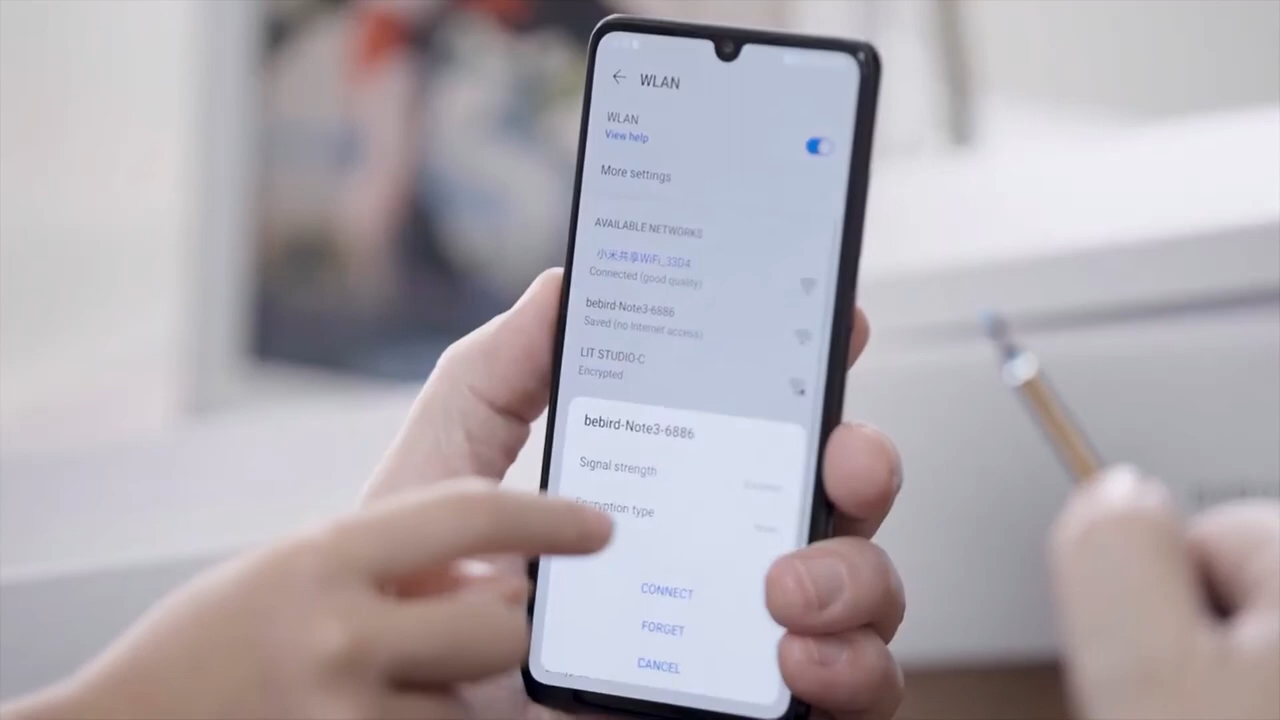 WLAN
WLAN
View help
More settings
AVAILABLE NETWORKS
小米共享WiFi_33D4
Connected (good quality)
bebird-Note3-6886
Saved (no Internet access)
LIT STUDIO-C
Encrypted
bebird-Note3-6886
Signal strength
Encryption type
CONNECT
FORGET
CANCEL